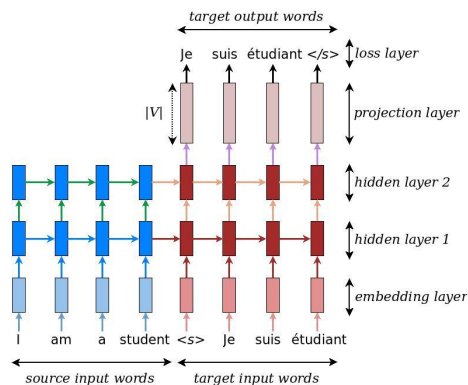 target output words
Je suis étudiant </s>
loss layer
|V|
projection layer
hidden layer 2
hidden layer 1
embedding layer
I am a student <s> Je suis étudiant
source input words target input words